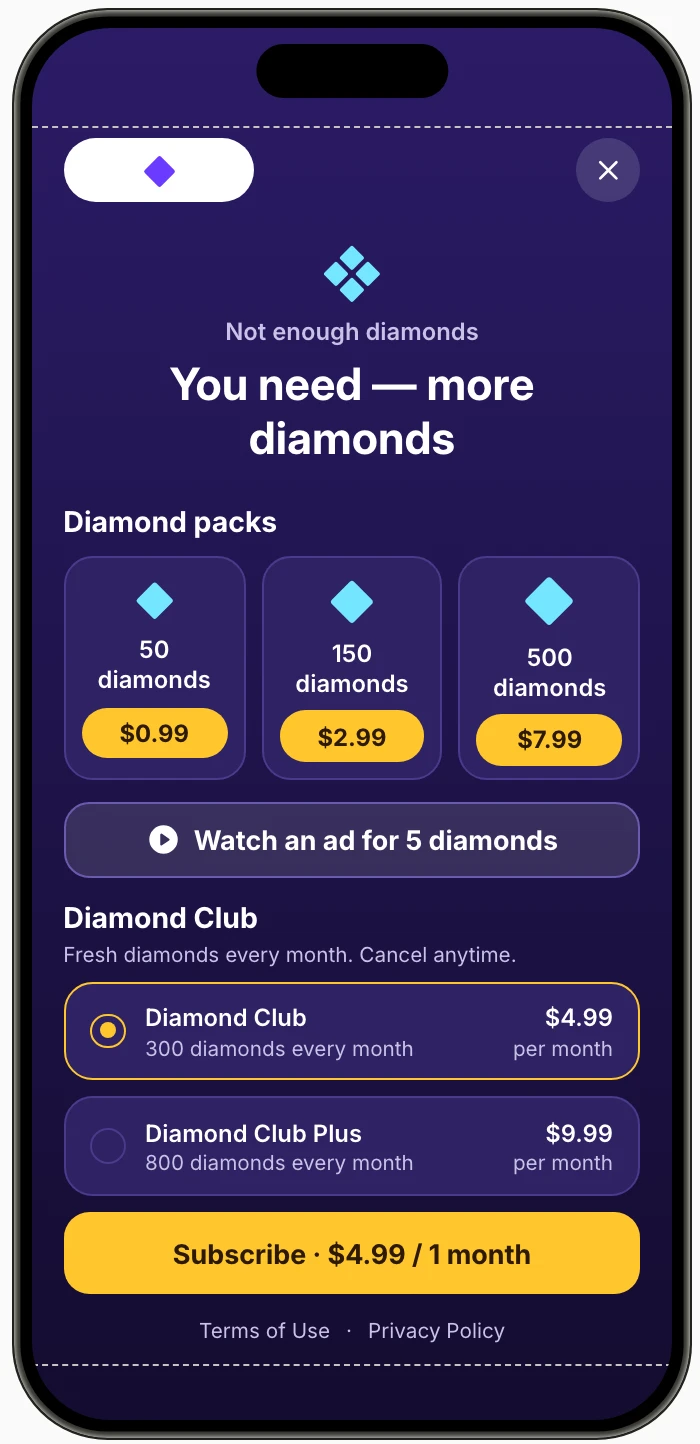 Not enough diamonds
You need — more
diamonds
Diamond packs
50
diamonds
$0.99
150
diamonds
$2.99
500
diamonds
$7.99
Watch an ad for 5 diamonds
Diamond Club
Fresh diamonds every month. Cancel anytime.
Diamond Club
$4.99
300 diamonds every month
per month
Diamond Club Plus
$9.99
800 diamonds every month
per month
Subscribe · $4.99 / 1 month
Terms of Use · Privacy Policy